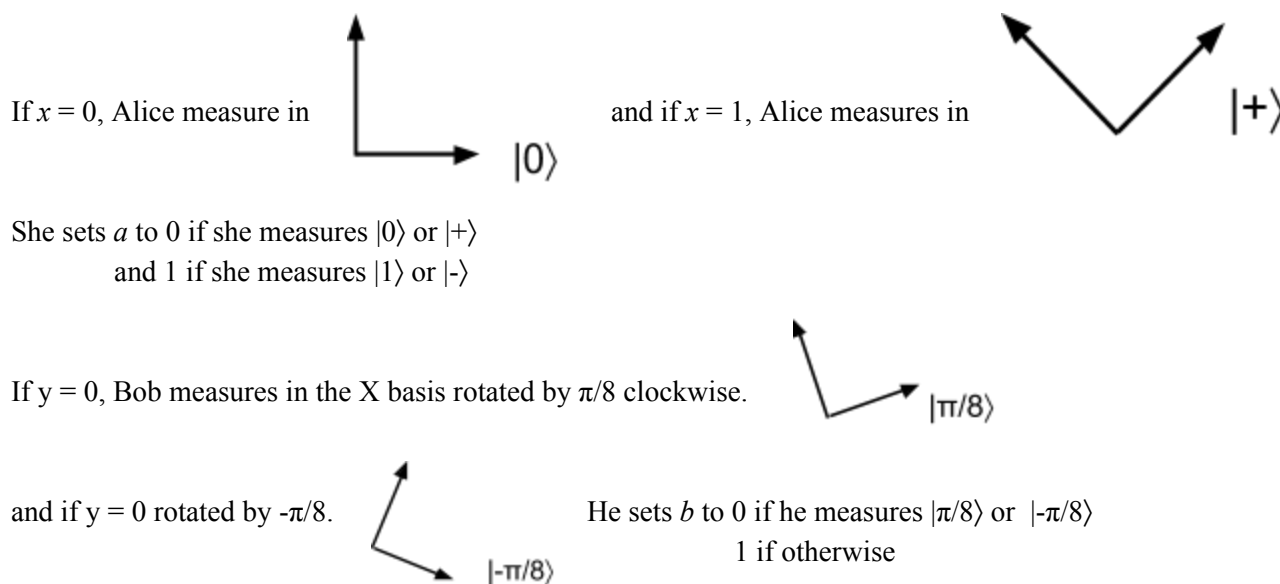 If x = 0, Alice measure in |0⟩ and if x = 1, Alice measures in |+⟩
She sets a to 0 if she measures |0⟩ or |+⟩
and 1 if she measures |1⟩ or |-⟩
If y = 0, Bob measures in the X basis rotated by π/8 clockwise. |π/8⟩
and if y = 0 rotated by -π/8. |-π/8⟩ He sets b to 0 if he measures |π/8⟩ or |-π/8⟩
1 if otherwise